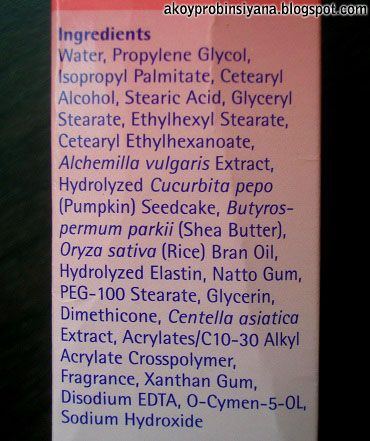 akoyprobinsiyana.blogspot.com
Ingredients
Water, Propylene Glycol,
Isopropyl Palmitate, Cetearyl
Alcohol, Stearic Acid, Glyceryl
Stearate, Ethylhexyl Stearate,
Cetearyl Ethylhexanoate,
Alchemilla vulgaris Extract,
Hydrolyzed Cucurbita pepo
(Pumpkin) Seedcake, Butyros-
permum parkii (Shea Butter),
Oryza sativa (Rice) Bran Oil,
Hydrolyzed Elastin, Natto Gum,
PEG-100 Stearate, Glycerin,
Dimethicone, Centella asiatica
Extract, Acrylates/C10-30 Alkyl
Acrylate Crosspolymer,
Fragrance, Xanthan Gum,
Disodium EDTA, O-Cymen-5-OL,
Sodium Hydroxide